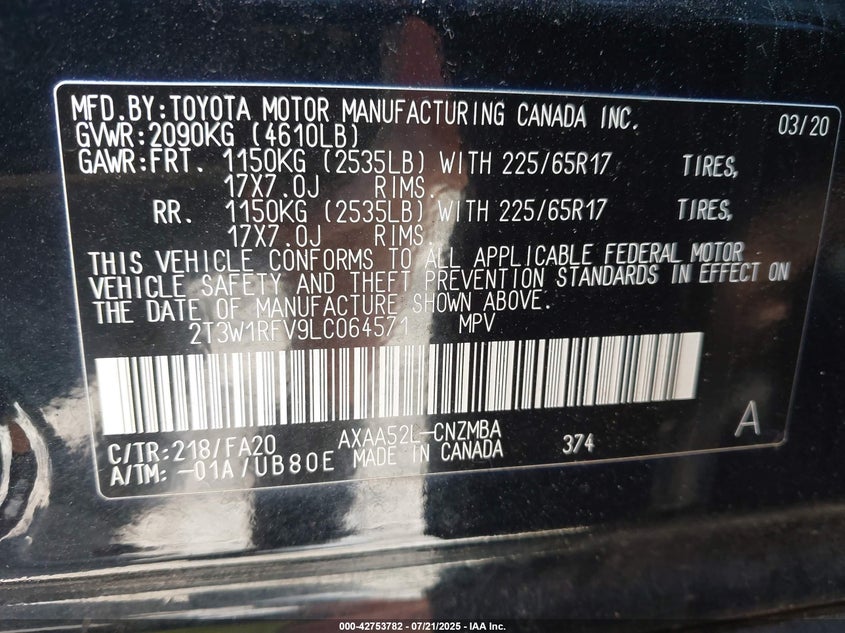 MFD.BY:TOYOTA MOTOR MANUFACTURING CANADA INC. 03/20
GVWR:2090KG (4610LB)
GAWR:FRT. 1150KG (2535LB) WITH 225/65R17 TIRES,
17X7.0J RIMS.
RR. 1150KG (2535LB) WITH 225/65R17 TIRES,
17X7.0J RIMS.
THIS VEHICLE CONFORMS TO ALL APPLICABLE FEDERAL MOTOR
VEHICLE SAFETY AND THEFT PREVENTION STANDARDS IN EFFECT ON
THE DATE OF MANUFACTURE SHOWN ABOVE.
2T3W1RFV9LC064571 MPV
C/TR:218/FA20 AXAA52L-CNZMBA 374 A
A/TM:-01A/UB80E MADE IN CANADA
000-42753782 - 07/21/2025 - IAA Inc.